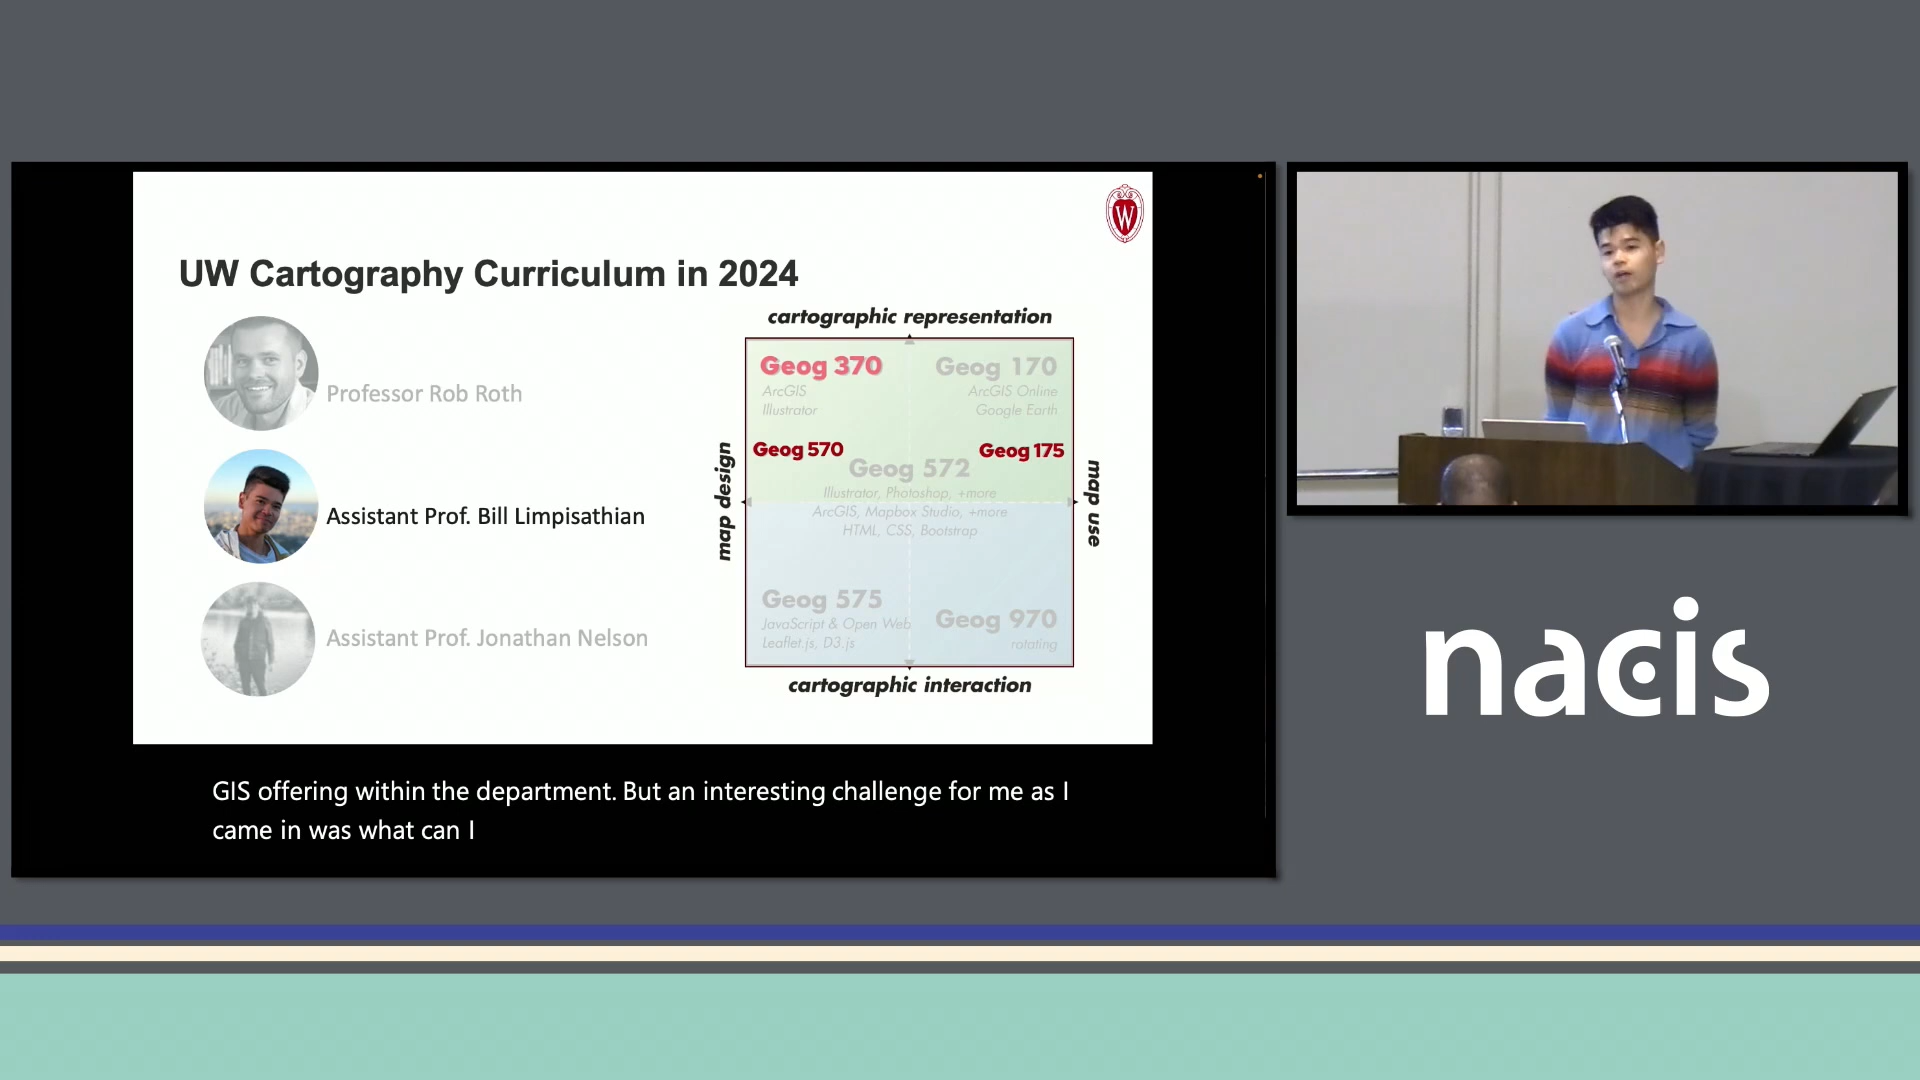 W
UW Cartography Curriculum in 2024
Professor Rob Roth
Assistant Prof. Bill Limpisathian
Assistant Prof. Jonathan Nelson
cartographic representation
Geog 370
ArcGIS
Illustrator
Geog 170
ArcGIS Online
Google Earth
Geog 570
Geog 175
Geog 572
Illustrator, Photoshop, +more
ArcGIS, Mapbox Studio, +more
HTML, CSS, Bootstrap
map design
map use
Geog 575
JavaScript & Open Web
Leaflet.js, D3.js
Geog 970
rotating
cartographic interaction
GIS offering within the department. But an interesting challenge for me as I
came in was what can I
nacis